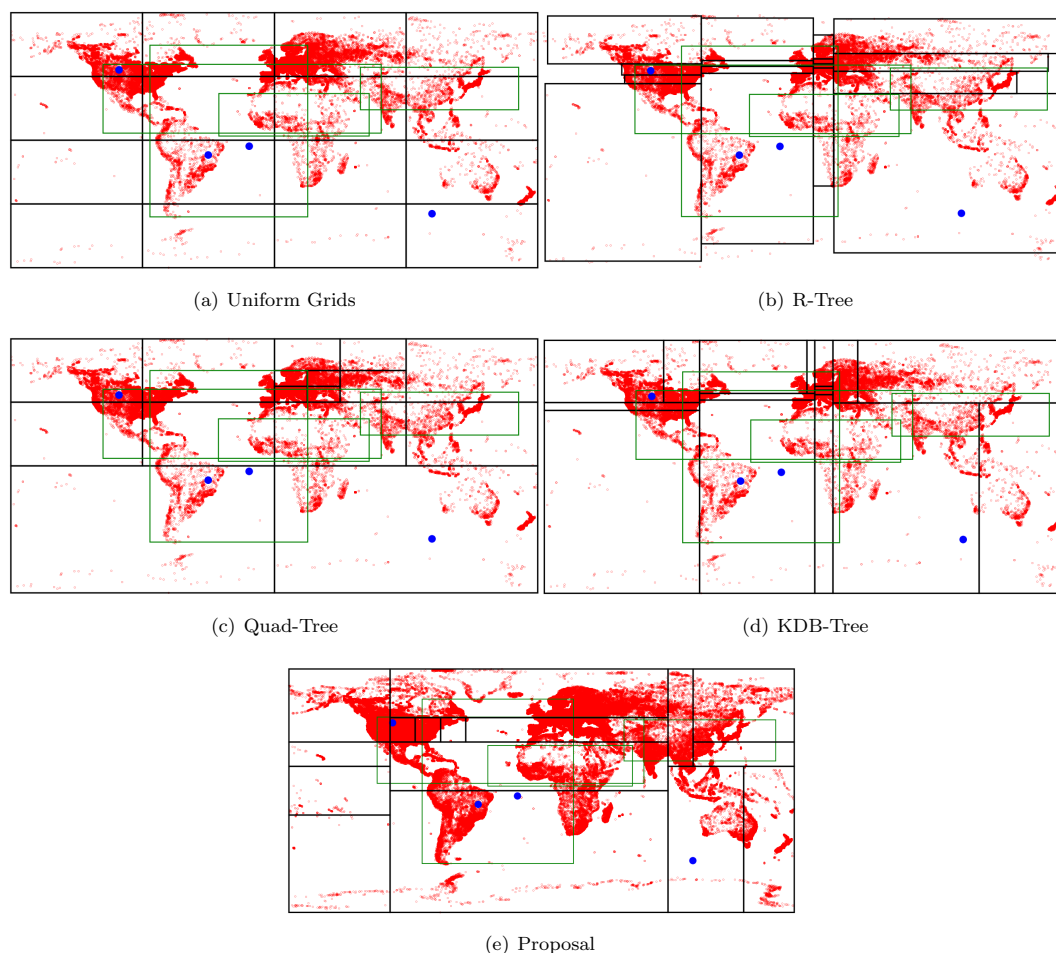 (a) Uniform Grids
(b) R-Tree
(c) Quad-Tree
(d) KDB-Tree
(e) Proposal